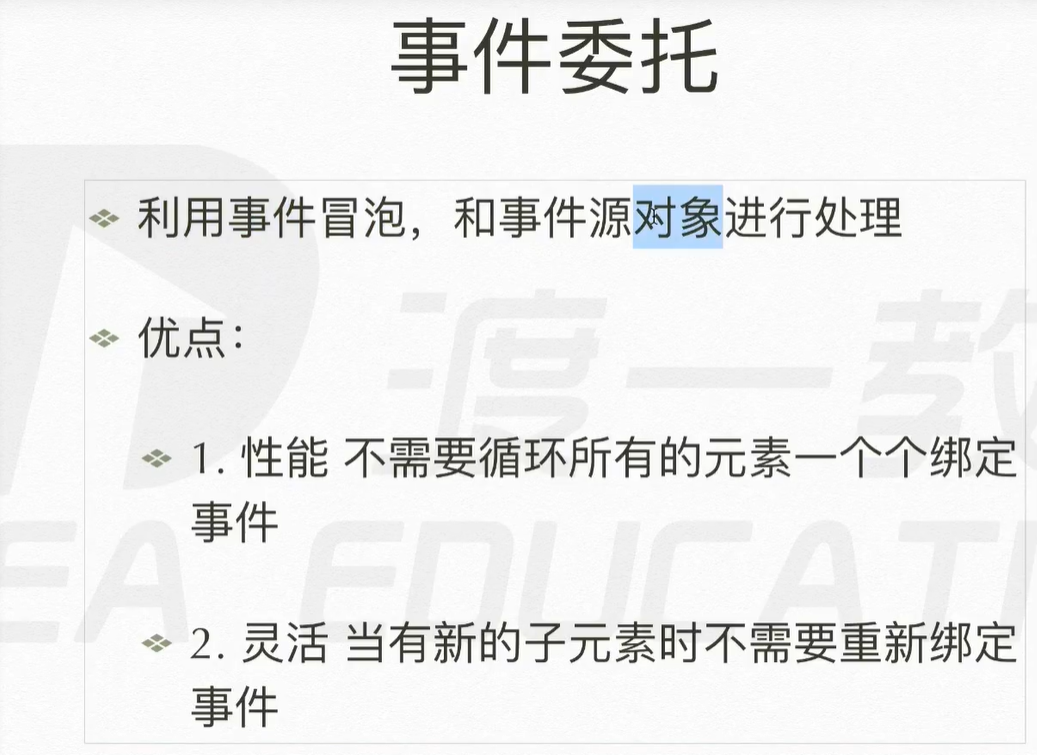 事件委托
利用事件冒泡，和事件源对象进行处理
优点：
1. 性能 不需要循环所有的元素一个个绑定
事件
2. 灵活 当有新的子元素时不需要重新绑定
事件
渡一教
EA EDUCATI